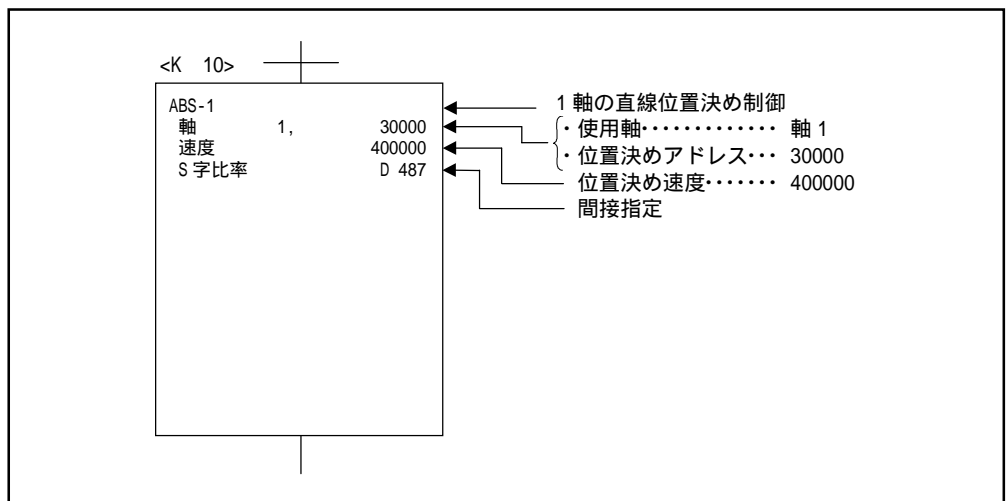 <K 10>
ABS-1
軸 1, 30000
速度 400000
S字比率 D 487
1軸の直線位置決め制御
・使用軸・・・・・・・・・・・・・ 軸1
・位置決めアドレス・・・ 30000
位置決め速度・・・・・・・ 400000
間接指定